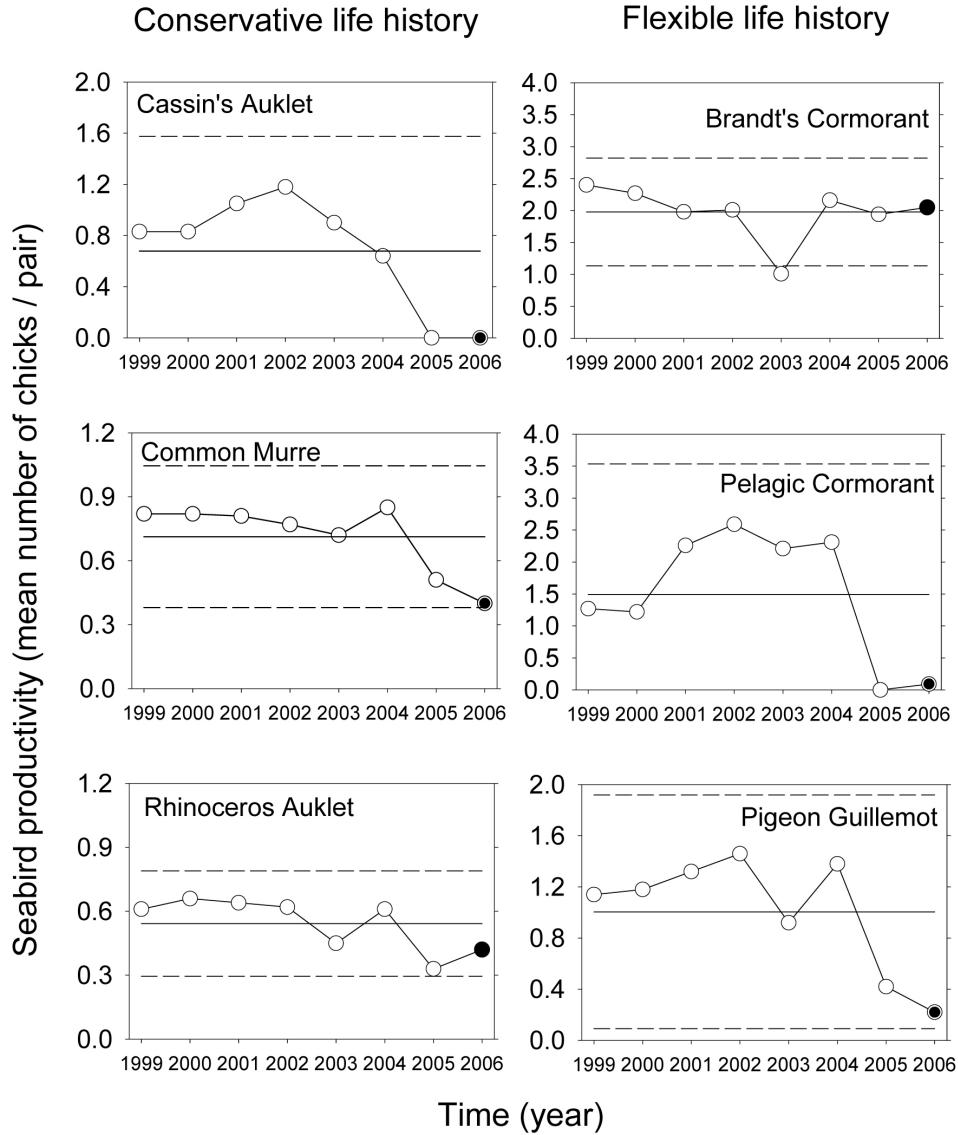 Conservative life history
Flexible life history
Seabird productivity (mean number of chicks / pair)
2.0
1.6
1.2
0.8
0.4
0.0
Cassin's Auklet
1999 2000 2001 2002 2003 2004 2005 2006
4.0
3.5
3.0
2.5
2.0
1.5
1.0
0.5
0.0
Brandt's Cormorant
1999 2000 2001 2002 2003 2004 2005 2006
1.2
0.9
0.6
0.3
0.0
Common Murre
1999 2000 2001 2002 2003 2004 2005 2006
4.0
3.5
3.0
2.5
2.0
1.5
1.0
0.5
0.0
Pelagic Cormorant
1999 2000 2001 2002 2003 2004 2005 2006
1.2
0.9
0.6
0.3
0.0
Rhinoceros Auklet
1999 2000 2001 2002 2003 2004 2005 2006
2.0
1.6
1.2
0.8
0.4
0.0
Pigeon Guillemot
1999 2000 2001 2002 2003 2004 2005 2006
Time (year)